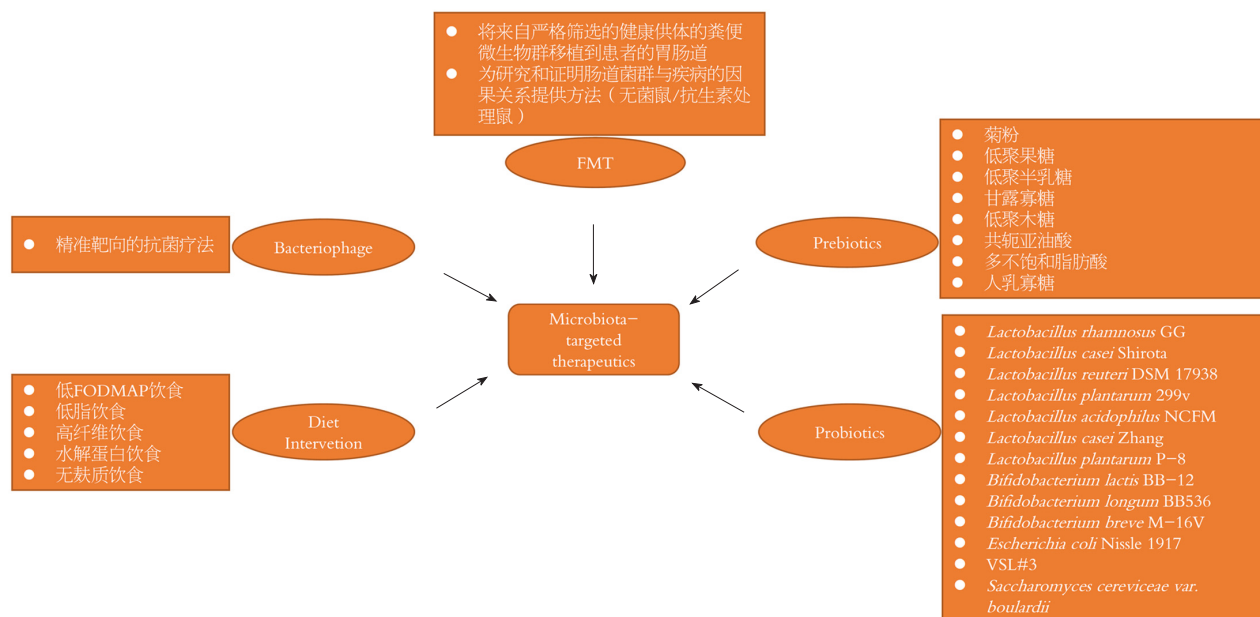 将来自严格筛选的健康供体的粪便
微生物群移植到患者的胃肠道
为研究和证明肠道菌群与疾病的因
果关系提供方法（无菌鼠/抗生素处
理鼠）
FMT
精准靶向的抗菌疗法
Bacteriophage
菊粉
低聚果糖
低聚半乳糖
甘露寡糖
低聚木糖
共轭亚油酸
多不饱和脂肪酸
人乳寡糖
Prebiotics
Microbiota-
targeted
therapeutics
低FODMAP饮食
低脂饮食
高纤维饮食
水解蛋白饮食
无麸质饮食
Diet
Intervetion
Probiotics
Lactobacillus rhamnosus GG
Lactobacillus casei Shirota
Lactobacillus reuteri DSM 17938
Lactobacillus plantarum 299v
Lactobacillus acidophilus NCFM
Lactobacillus casei Zhang
Lactobacillus plantarum P-8
Bifidobacterium lactis BB-12
Bifidobacterium longum BB536
Bifidobacterium breve M-16V
Escherichia coli Nissle 1917
VSL#3
Saccharomyces cereviceae var.
boulardii